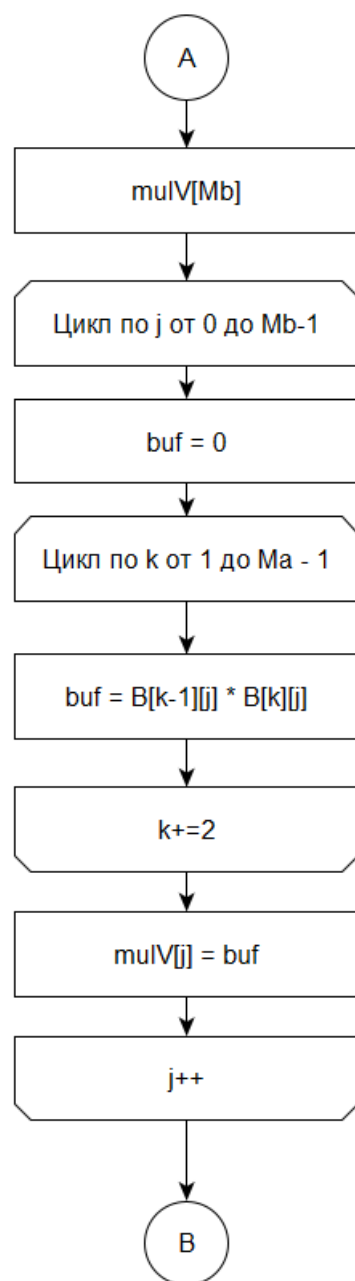 A
mulV[Mb]
Цикл по j от 0 до Mb-1
buf = 0
Цикл по k от 1 до Ma - 1
buf = B[k-1][j] * B[k][j]
k+=2
mulV[j] = buf
j++
B